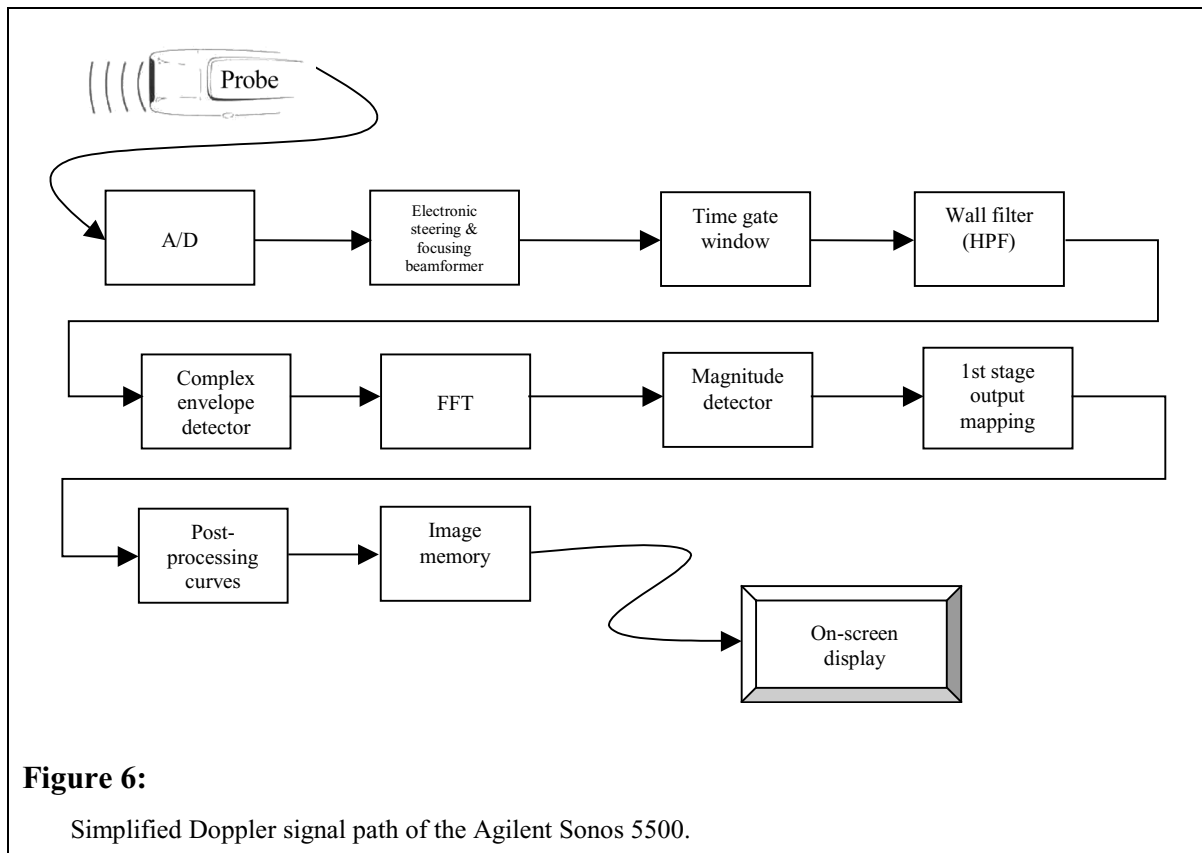 Probe
A/D
Electronic
steering &
focusing
beamformer
Time gate
window
Wall filter
(HPF)
Complex
envelope
detector
FFT
Magnitude
detector
1st stage
output
mapping
Post-
processing
curves
Image
memory
On-screen
display
Figure 6:
Simplified Doppler signal path of the Agilent Sonos 5500.